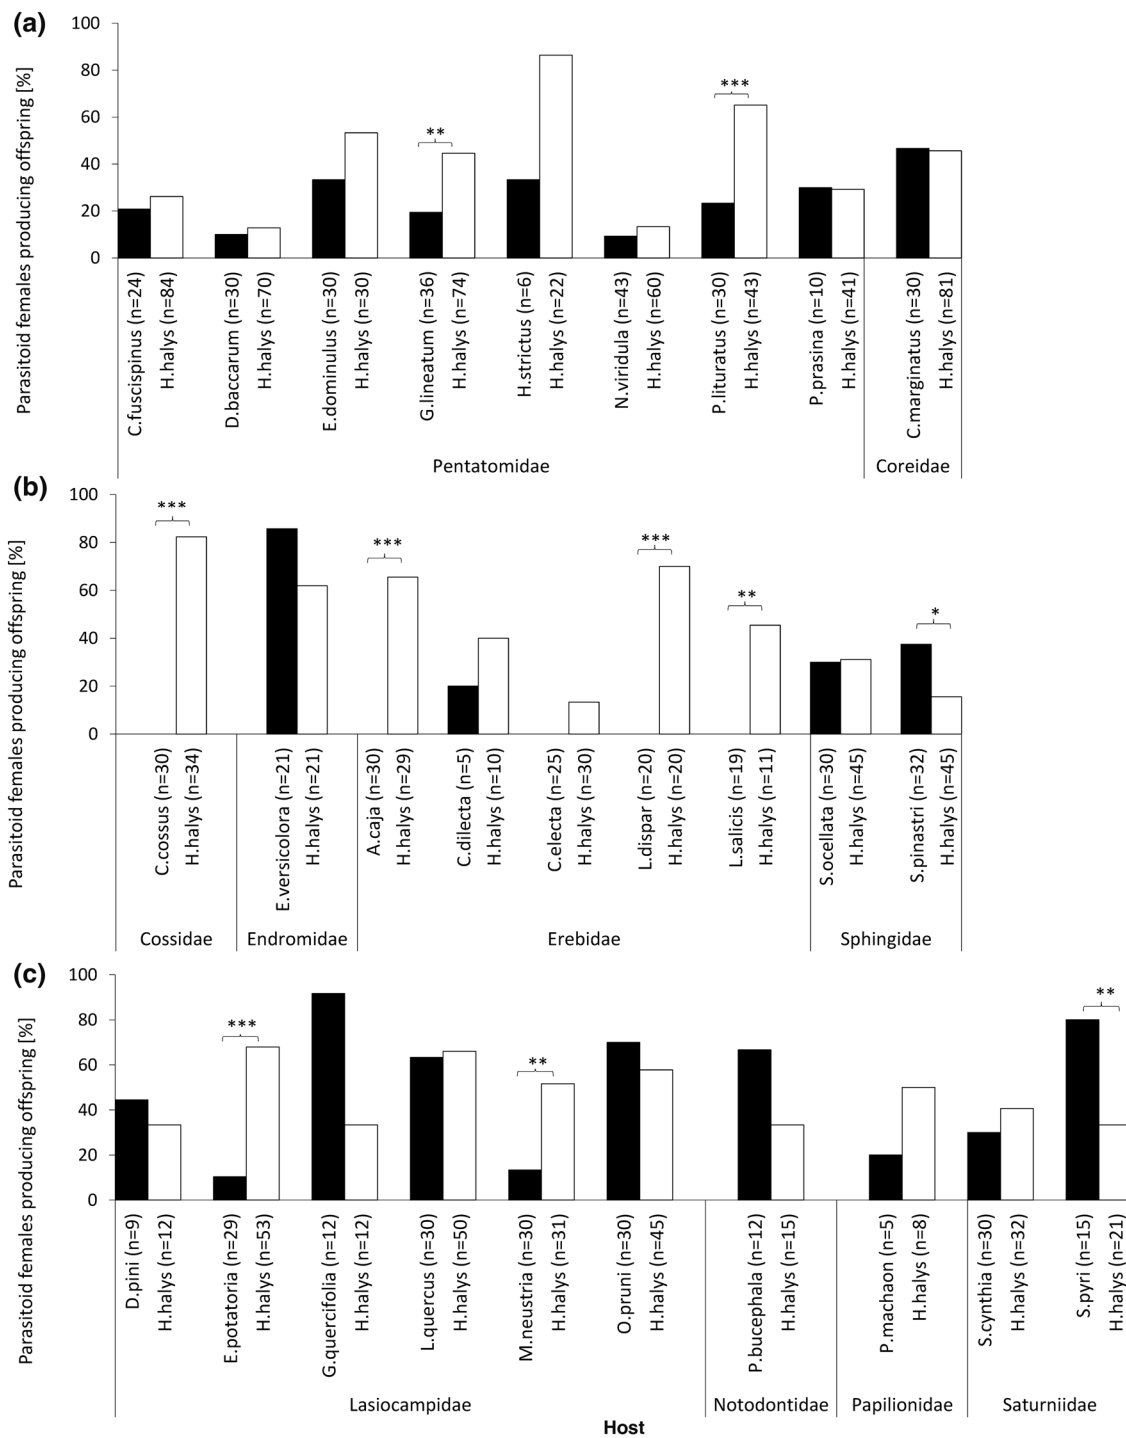 (a)
Parasitoid females producing offspring [%]
100
80
60
40
20
0
**
***
C.fuscispinus (n=24)
H.halys (n=84)
D.baccarum (n=30)
H.halys (n=70)
E.dominulus (n=30)
H.halys (n=30)
G.lineatum (n=36)
H.halys (n=74)
H.strictus (n=6)
H.halys (n=22)
N.viridula (n=43)
H.halys (n=60)
P.lituratus (n=30)
H.halys (n=43)
P.prasina (n=10)
H.halys (n=41)
C.marginatus (n=30)
H.halys (n=81)
Pentatomidae
Coreidae
(b)
Parasitoid females producing offspring [%]
100
80
60
40
20
0
***
***
***
**
*
C.cossus (n=30)
H.halys (n=34)
E.versicolora (n=21)
H.halys (n=21)
A.caja (n=30)
H.halys (n=29)
C.dilecta (n=5)
H.halys (n=10)
C.electa (n=25)
H.halys (n=30)
L.dispar (n=20)
H.halys (n=20)
L.salicis (n=19)
H.halys (n=11)
S.ocellata (n=30)
H.halys (n=45)
S.pinastri (n=32)
H.halys (n=45)
Cossidae
Endromidae
Erebidae
Sphingidae
(c)
Parasitoid females producing offspring [%]
100
80
60
40
20
0
***
**
**
D.pini (n=9)
H.halys (n=12)
E.potatoria (n=29)
H.halys (n=53)
G.quercifolia (n=12)
H.halys (n=12)
L.quercus (n=30)
H.halys (n=50)
M.neustria (n=30)
H.halys (n=31)
O.pruni (n=30)
H.halys (n=45)
P.bucephala (n=12)
H.halys (n=15)
P.machaon (n=5)
H.halys (n=8)
S.cynthia (n=30)
H.halys (n=32)
S.pyri (n=15)
H.halys (n=21)
Lasiocampidae
Notodontidae
Papilionidae
Saturniidae
Host